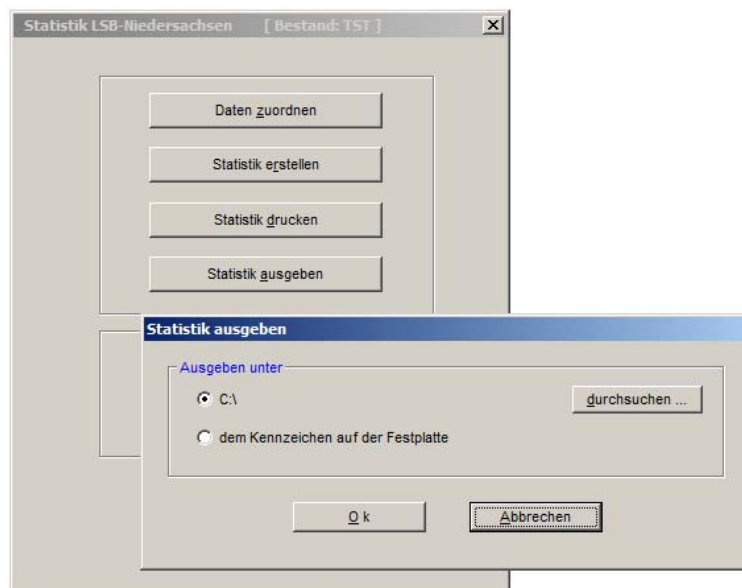 Statistik LSB-Niedersachsen [ Bestand: TST ]
Daten zuordnen
Statistik erstellen
Statistik drucken
Statistik ausgeben
Statistik ausgeben
Ausgeben unter
C:\
durchsuchen ...
dem Kennzeichen auf der Festplatte
O k
Abbrechen